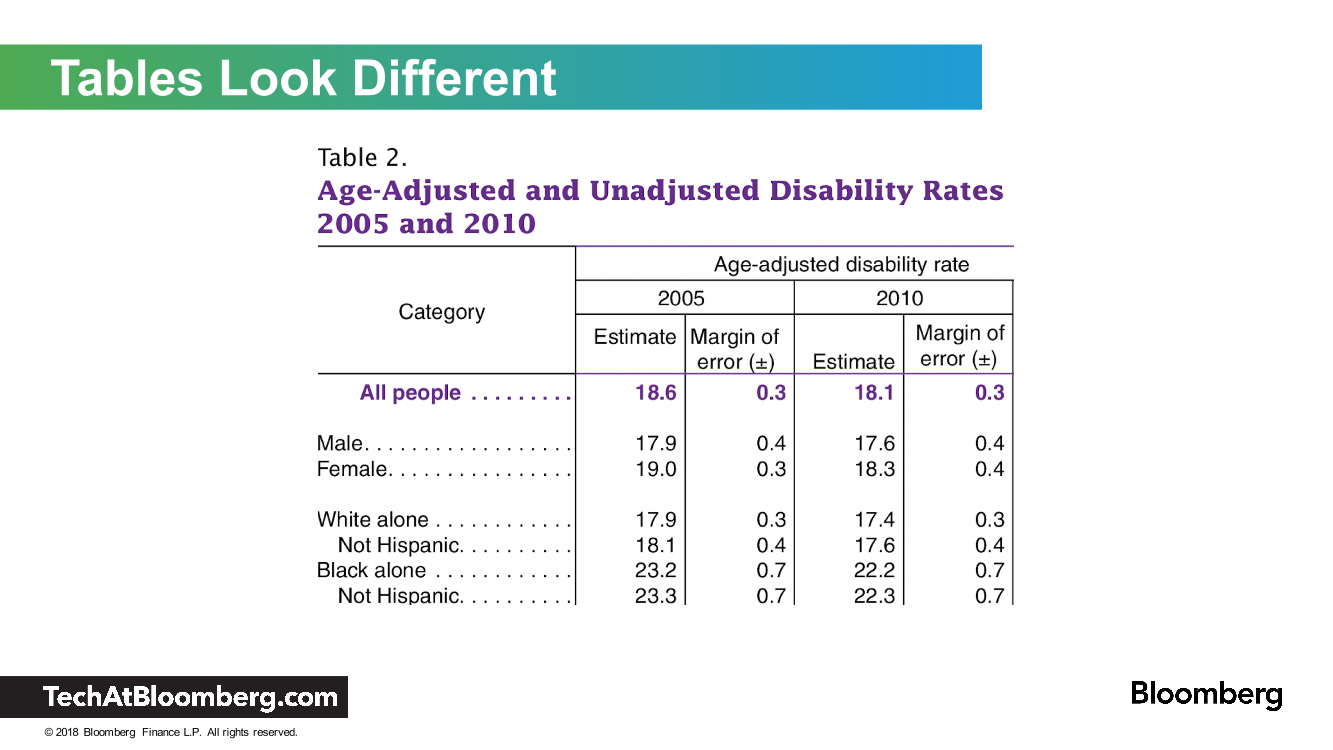 Tables Look Different
Table 2.
Age-Adjusted and Unadjusted Disability Rates
2005 and 2010
Category
Age-adjusted disability rate
2005 2010
Estimate Margin of error (±) Estimate Margin of error (±)
All people . . . . . . . . . 18.6 0.3 18.1 0.3
Male. . . . . . . . . . . . . . . . . . 17.9 0.4 17.6 0.4
Female. . . . . . . . . . . . . . . . 19.0 0.3 18.3 0.4
White alone . . . . . . . . . . . . 17.9 0.3 17.4 0.3
Not Hispanic. . . . . . . . . . 18.1 0.4 17.6 0.4
Black alone . . . . . . . . . . . . 23.2 0.7 22.2 0.7
Not Hispanic. . . . . . . . . . 23.3 0.7 22.3 0.7
TechAtBloomberg.com
Bloomberg
© 2018 Bloomberg Finance L.P. All rights reserved.